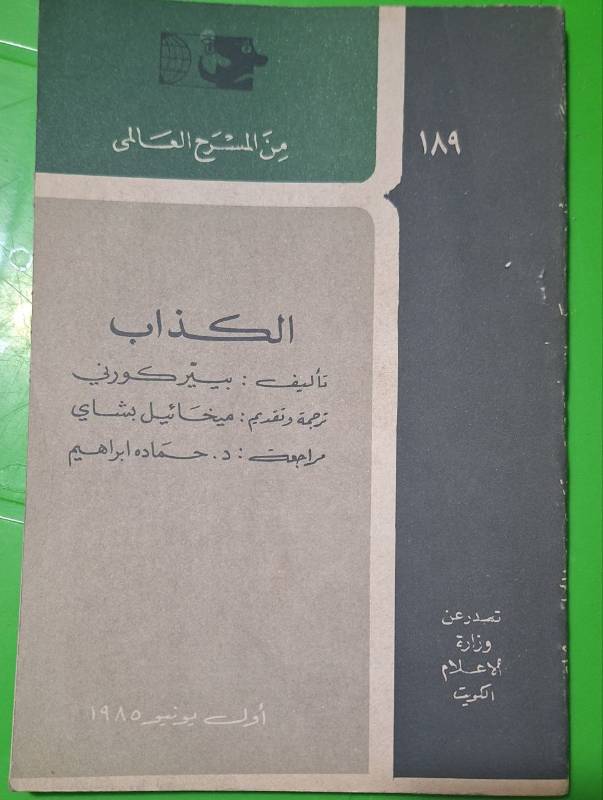 من المسرح العالمى
١٨٩
الكذاب
تأليف : بيير كورني
ترجمة وتقديم : ميخائيل بشاي
مراجعة : د. حماده ابراهيم
تصدر عن
وزارة
الاعلام
الكويت
أول يونيو ١٩٨٥